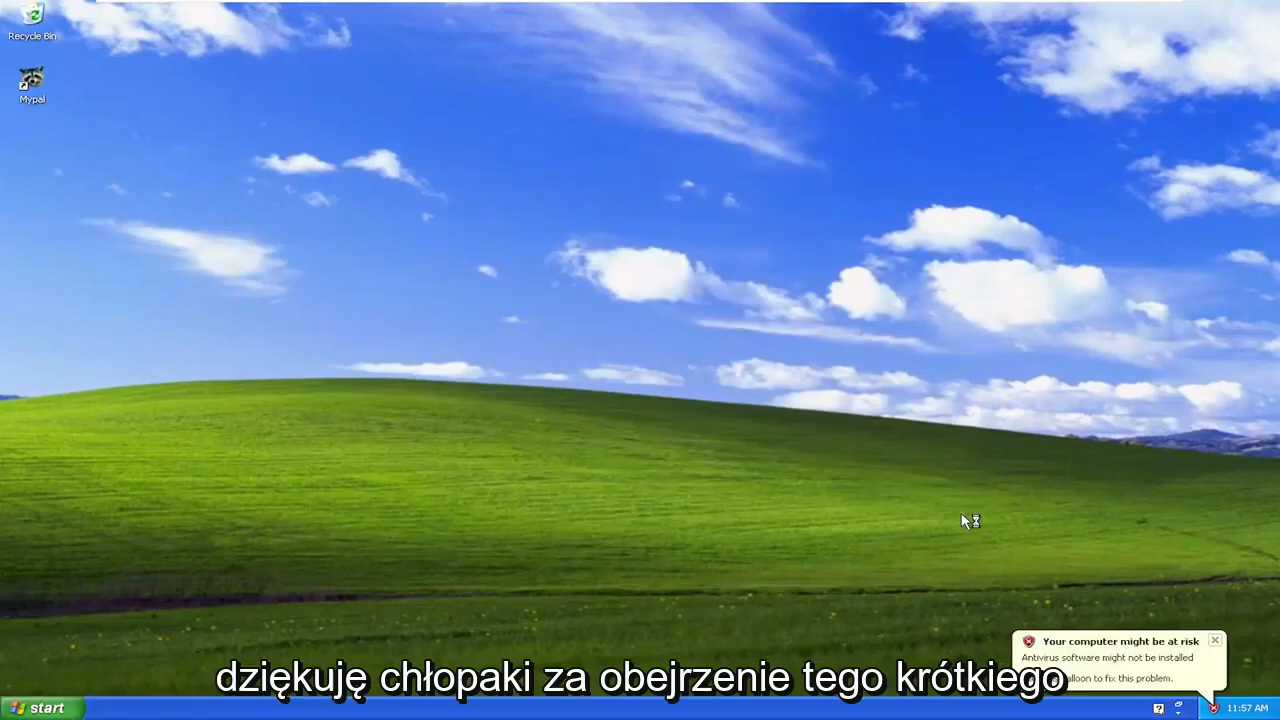 Recycle Bin
Mypal
Your computer might be at risk
Antivirus software might not be installed
alloon to fix this problem.
dziękuję chłopaki za obejrzenie tego krótkiego
start
11:57 AM